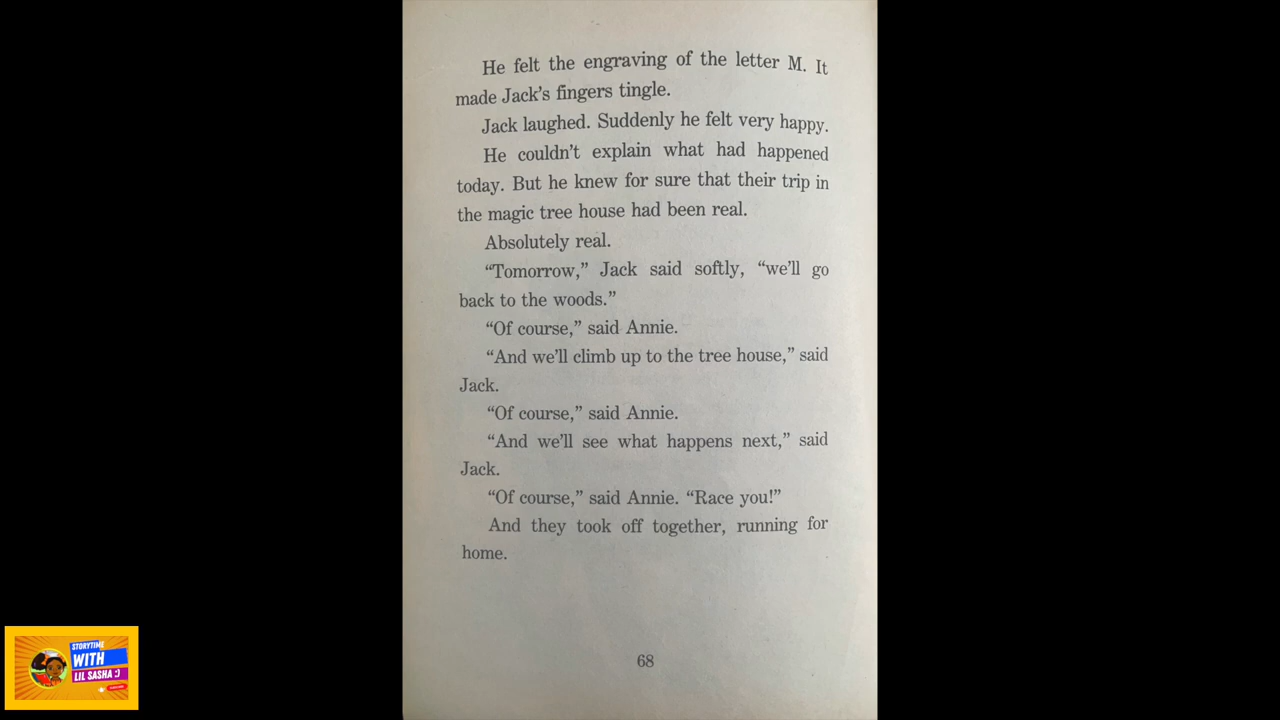 He felt the engraving of the letter M. It
made Jack's fingers tingle.
Jack laughed. Suddenly he felt very happy.
He couldn't explain what had happened
today. But he knew for sure that their trip in
the magic tree house had been real.
Absolutely real.
“Tomorrow,” Jack said softly, “we'll go
back to the woods.”
“Of course,” said Annie.
“And we'll climb up to the tree house,” said
Jack.
“Of course,” said Annie.
“And we'll see what happens next,” said
Jack.
“Of course,” said Annie. “Race you!”
And they took off together, running for
home.
68
STORYTIME
WITH
LIL SASHA :)